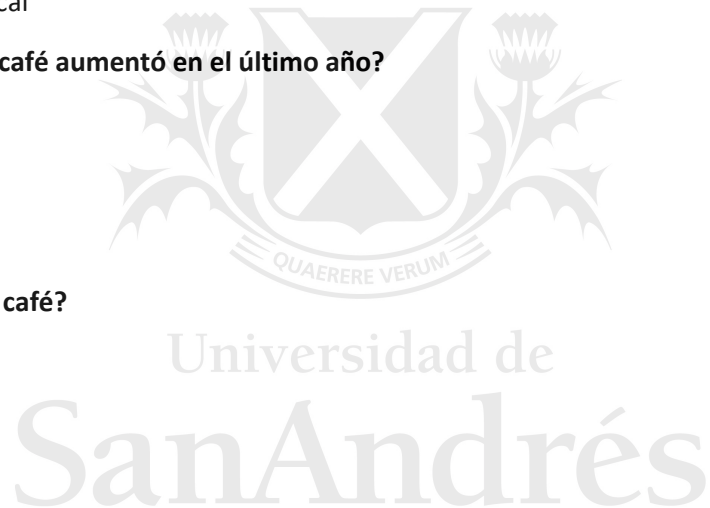 café aumentó en el último año?
QUAERERE VERUM
café?
Universidad de
SanAndrés